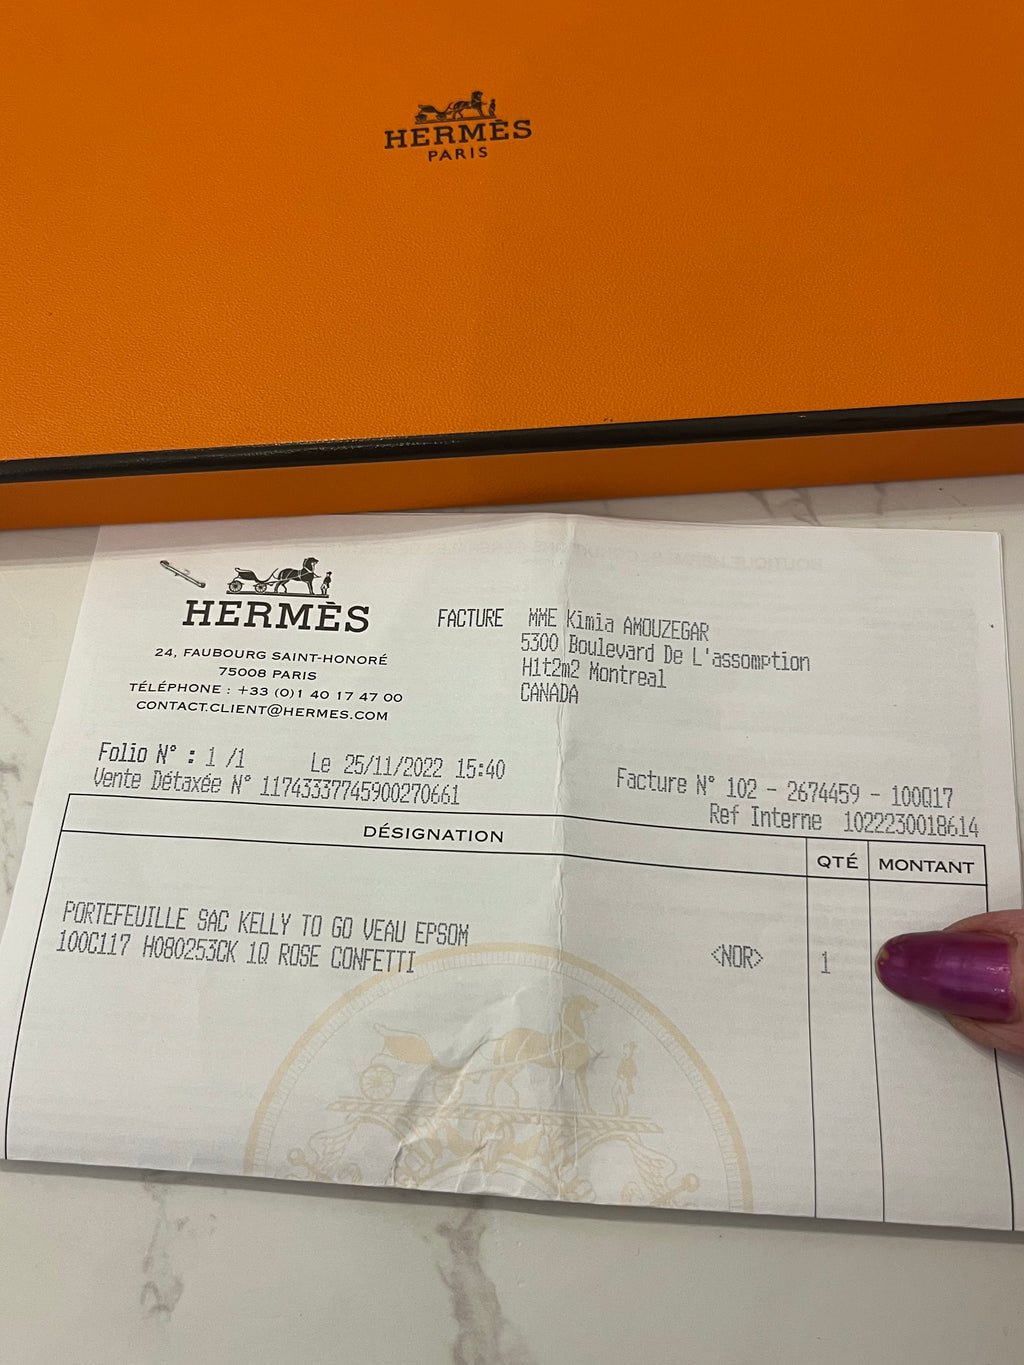 HERMÈS
PARIS
HERMÈS
24, FAUBOURG SAINT-HONORÉ
75008 PARIS
TÉLÉPHONE : +33 (0)1 40 17 47 00
CONTACT.CLIENT@HERMES.COM
FACTURE MME Kimia AMOUZEGAR
5300 Boulevard De L'assomption
H1t2m2 Montreal
CANADA
Folio N° : 1 /1 Le 25/11/2022 15:40
Vente Détaxée N° 11743337745900270661
Facture N° 102 - 2674459 - 100Q17
Ref Interne 1022230018614
DÉSIGNATION QTÉ MONTANT
PORTEFEUILLE SAC KELLY TO GO VEAU EPSOM
100C117 H080253CK 1Q ROSE CONFETTI <NOR> 1